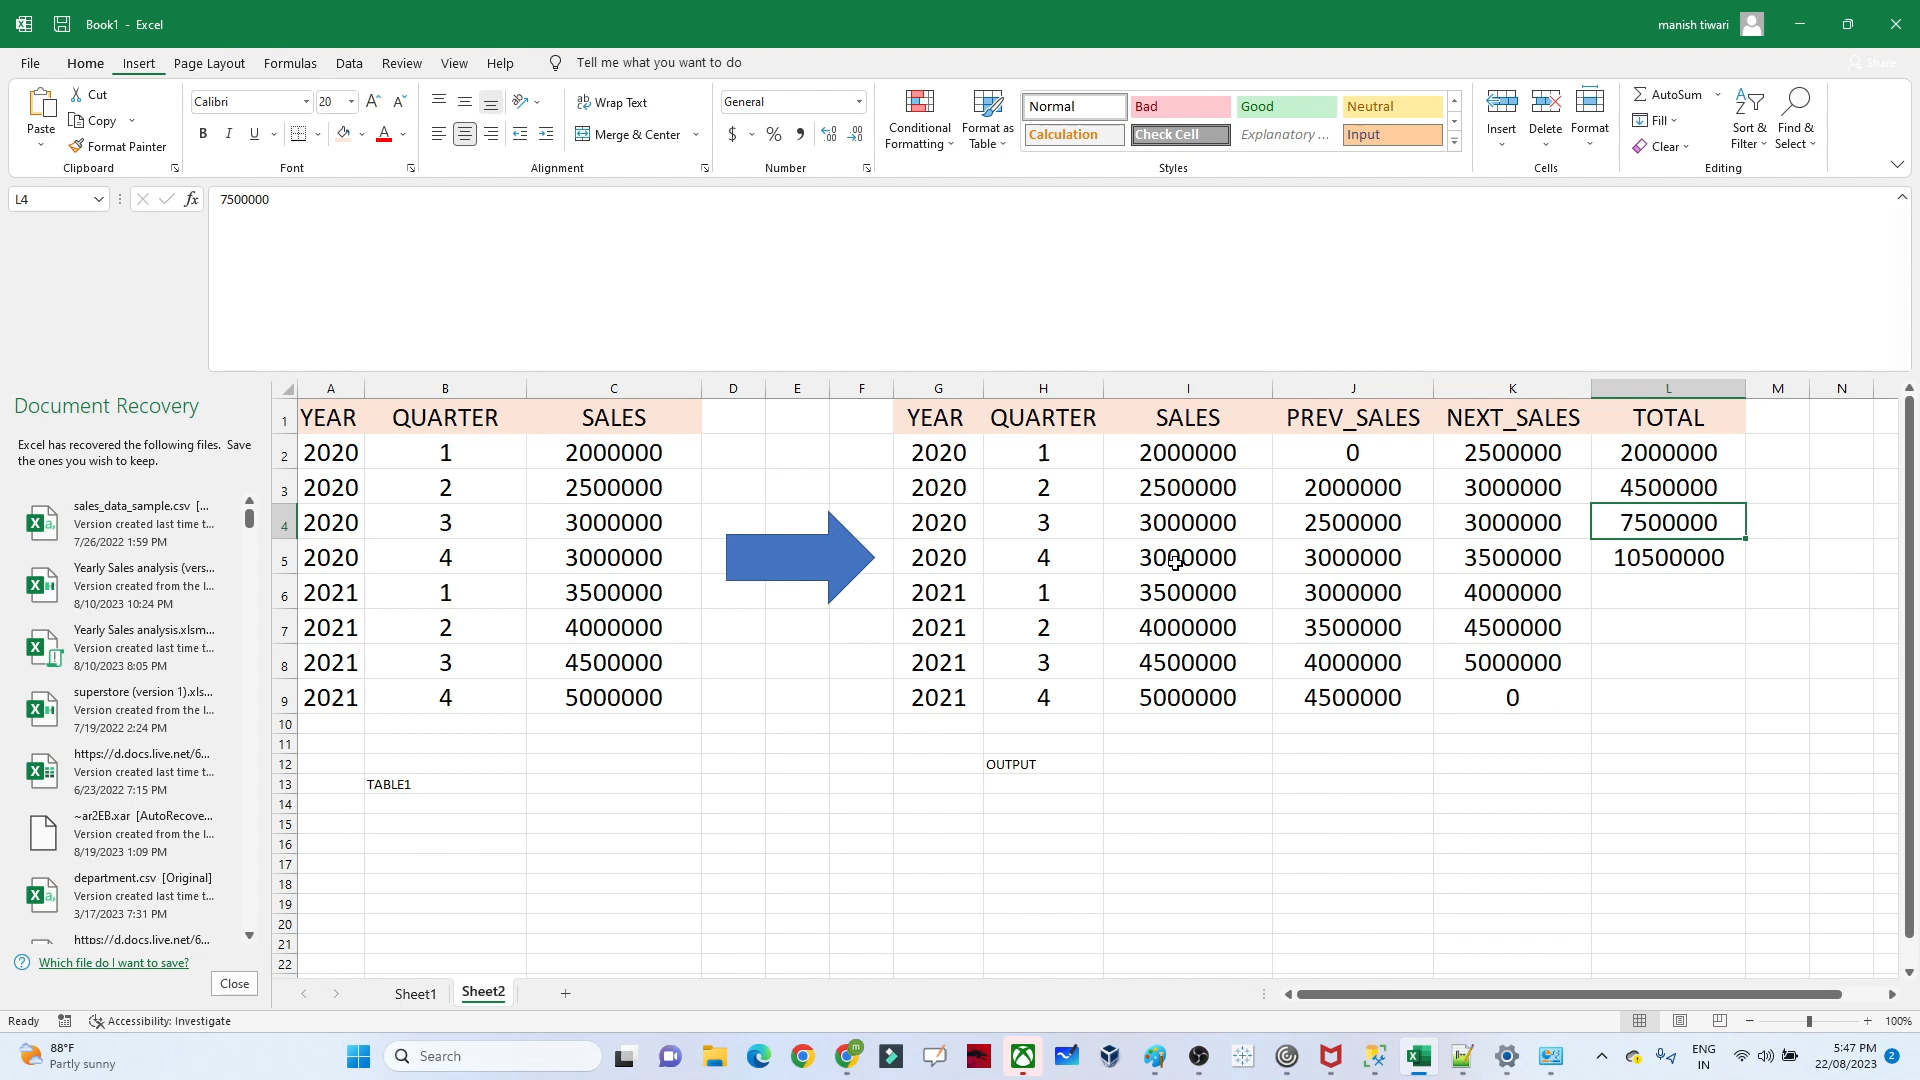 Book1 - Excel
manish tiwari
File Home Insert Page Layout Formulas Data Review View Help Tell me what you want to do
Share
Paste
Cut
Copy
Format Painter
Clipboard
Calibri 20
B I U
Font
Wrap Text
Merge & Center
Alignment
General
$ % ,
Number
Conditional Formatting
Format as Table
Normal Bad Good Neutral
Calculation Check Cell Explanatory ... Input
Styles
Insert Delete Format
Cells
AutoSum
Fill
Clear
Sort & Filter
Find & Select
Editing
L4
fx
7500000
Document Recovery
Excel has recovered the following files. Save
the ones you wish to keep.
sales_data_sample.csv [...
Version created last time t...
7/26/2022 1:59 PM
Yearly Sales analysis (vers...
Version created from the l...
8/10/2023 10:24 PM
Yearly Sales analysis.xlsm...
Version created last time t...
8/10/2023 8:05 PM
superstore (version 1).xls...
Version created from the l...
7/19/2022 2:24 PM
https://d.docs.live.net/6...
Version created last time t...
6/23/2022 7:15 PM
~ar2EB.xar [AutoRecove...
Version created from the l...
8/19/2023 1:09 PM
department.csv [Original]
Version created last time t...
3/17/2023 7:31 PM
https://d.docs.live.net/6...
Which file do I want to save?
Close
A B C D E F G H I J K L M N
1 YEAR QUARTER SALES YEAR QUARTER SALES PREV_SALES NEXT_SALES TOTAL
2 2020 1 2000000 2020 1 2000000 0 2500000 2000000
3 2020 2 2500000 2020 2 2500000 2000000 3000000 4500000
4 2020 3 3000000 2020 3 3000000 2500000 3000000 7500000
5 2020 4 3000000 2020 4 3000000 3000000 3500000 10500000
6 2021 1 3500000 2021 1 3500000 3000000 4000000
7 2021 2 4000000 2021 2 4000000 3500000 4500000
8 2021 3 4500000 2021 3 4500000 4000000 5000000
9 2021 4 5000000 2021 4 5000000 4500000 0
10
11
12 OUTPUT
13 TABLE1
14
15
16
17
18
19
20
21
22
Sheet1 Sheet2
Ready
Accessibility: Investigate
100%
88°F
Partly sunny
Search
ENG
IN
5:47 PM
22/08/2023
2